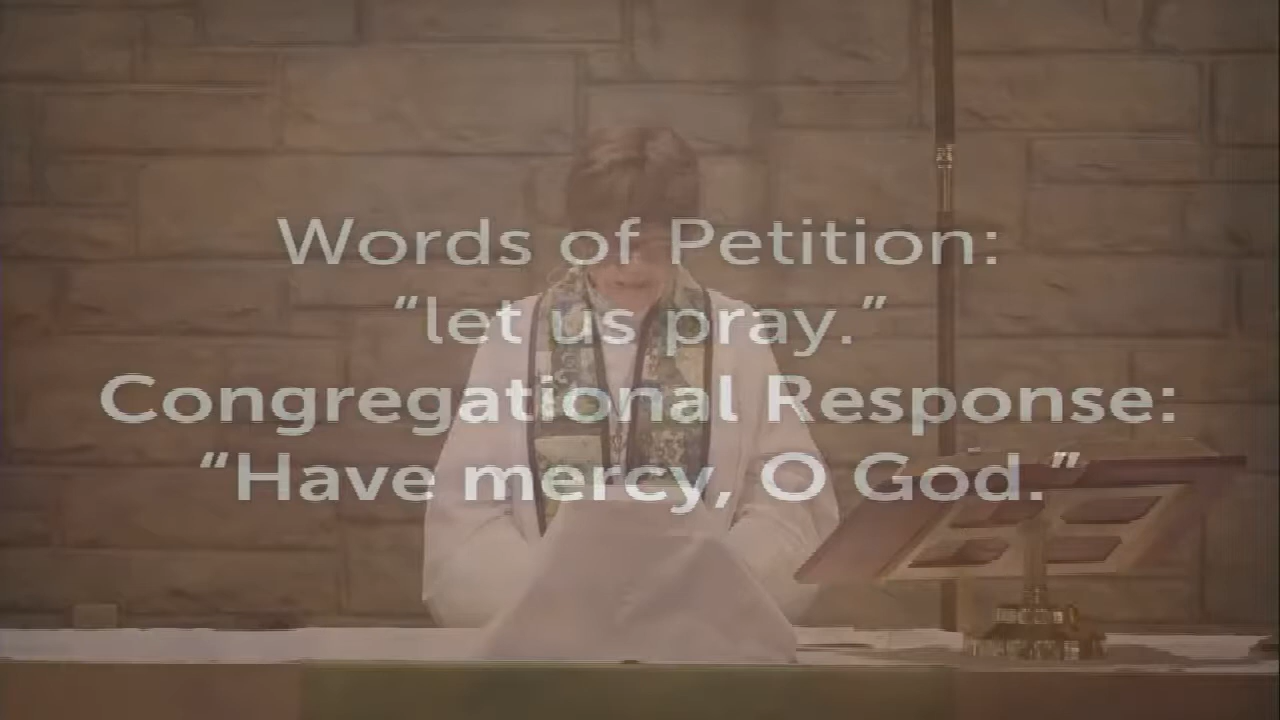 Words of Petition:
“let us pray.”
Congregational Response:
“Have mercy, O God.”